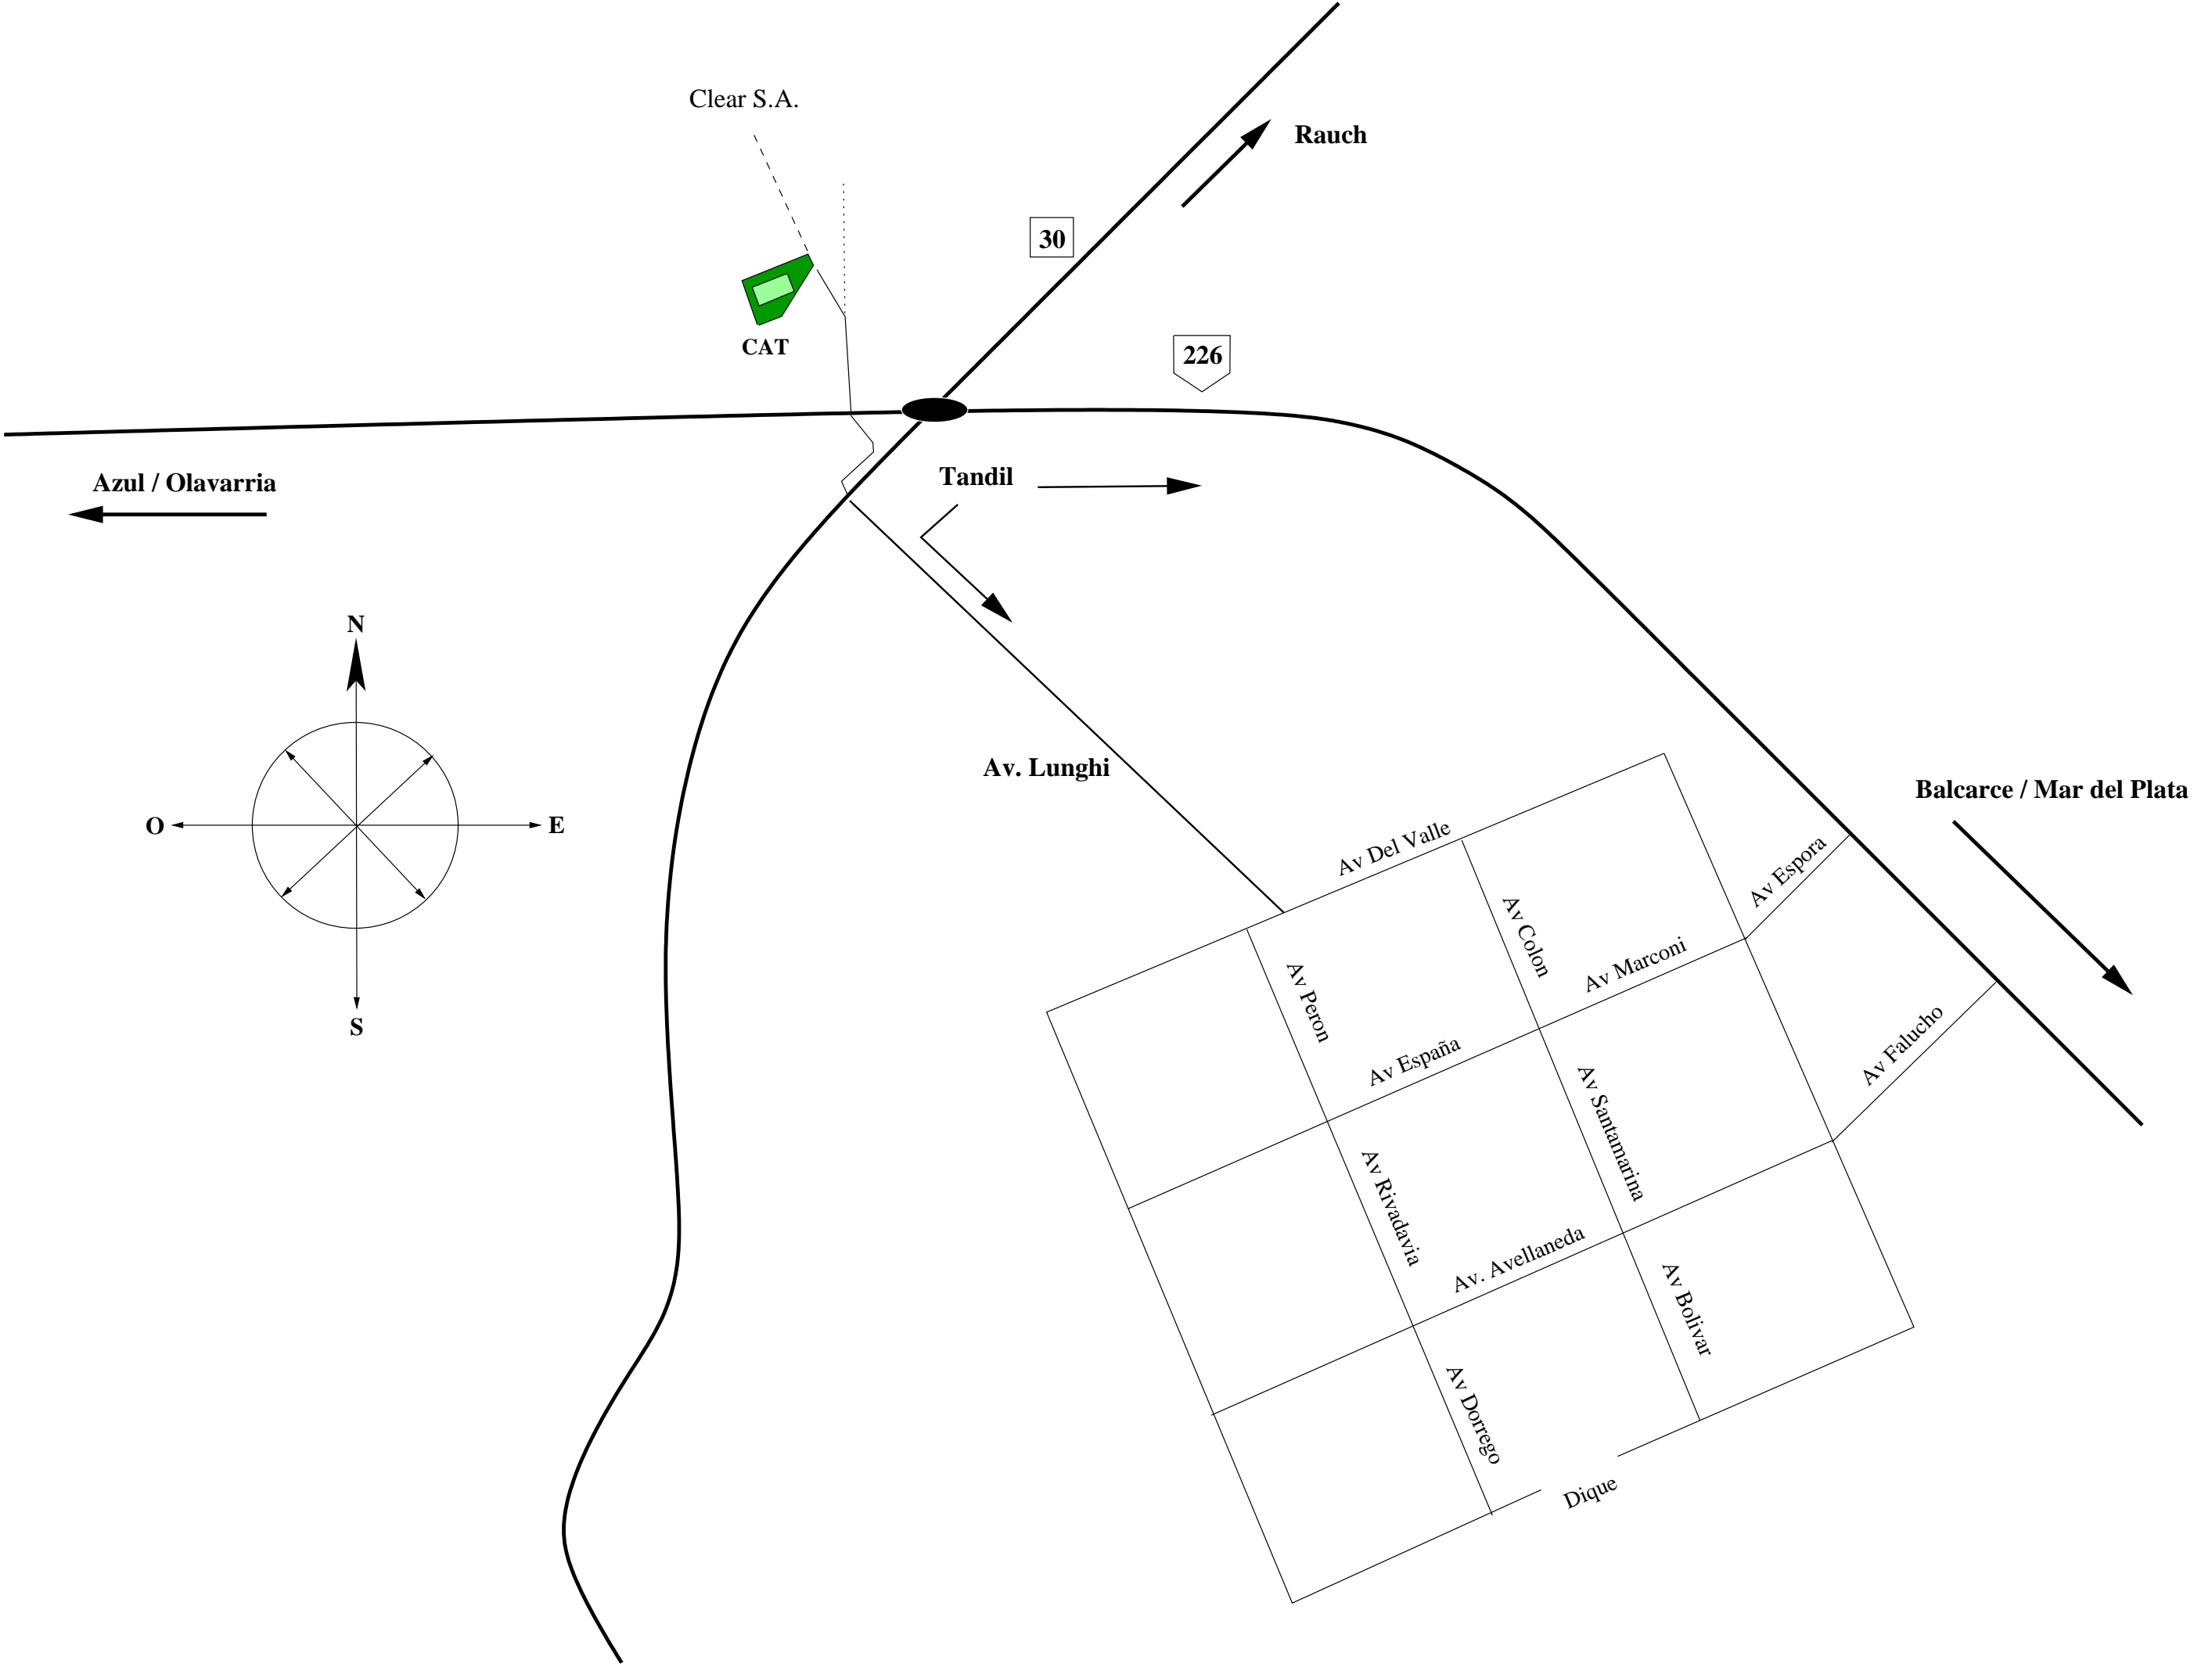 Clear S.A.
Rauch
30
CAT
226
Tandil
Azul / Olavarria
N
Av. Lunghi
Balcarce / Mar del Plata
O
E
Av Del Valle
Av Espora
Av Colon
Av Marconi
Av Peron
S
Av España
Av Falucho
Av Santamarina
Av Rivadavia
Av. Avellaneda
Av Bolivar
Av Dorrego
Dique